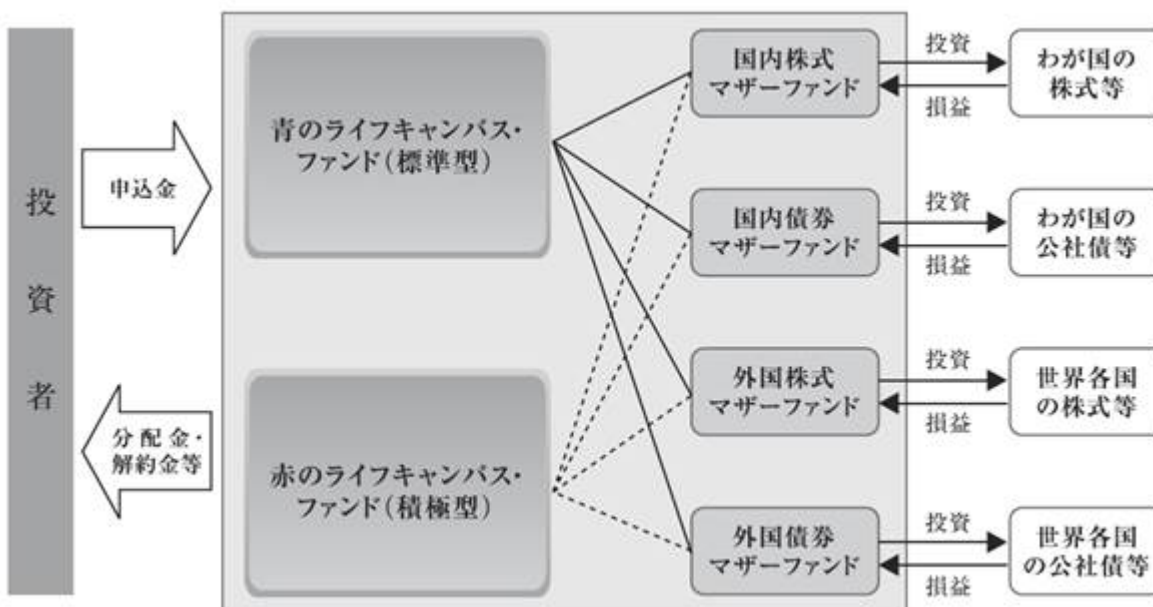 投資者
申込金
分配金・
解約金等
青のライフキャンバス・
ファンド(標準型)
赤のライフキャンバス・
ファンド(積極型)
国内株式
マザーファンド
投資
損益
わが国の
株式等
国内債券
マザーファンド
投資
損益
わが国の
公社債等
外国株式
マザーファンド
投資
損益
世界各国
の株式等
外国債券
マザーファンド
投資
損益
世界各国
の公社債等